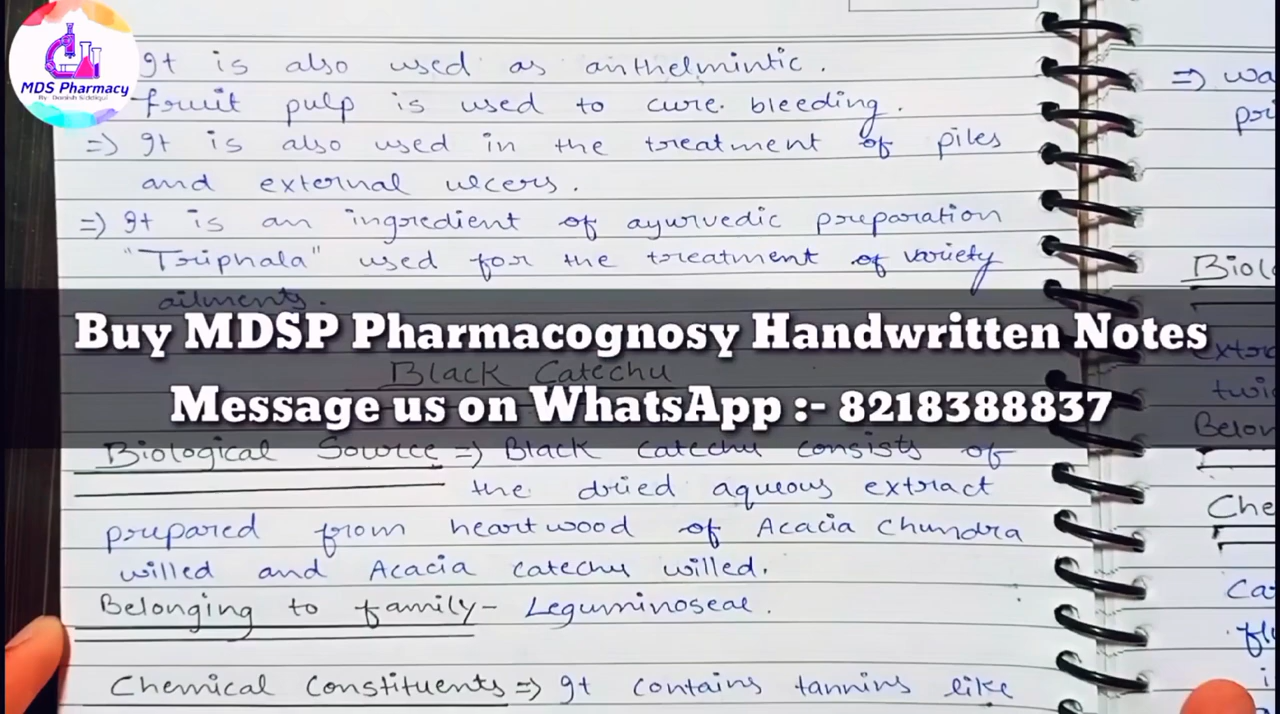 MDS Pharmacy
By Danish Siddiqui
It is also used as anthelmintic.
fruit pulp is used to cure bleeding.
=> It is also used in the treatment of piles
and external ulcers.
=> It is an ingredient of ayurvedic preparation
"Triphala" used for the treatment of variety
ailments.
Buy MDSP Pharmacognosy Handwritten Notes
Black Catechu
Message us on WhatsApp :- 8218388837
Biological Source => Black catechu consists of
the dried aqueous extract
prepared from heartwood of Acacia Chundra
willed and Acacia catechu willed.
Belonging to family- Leguminoseae.
Chemical Constituents => It contains tannins like
=>